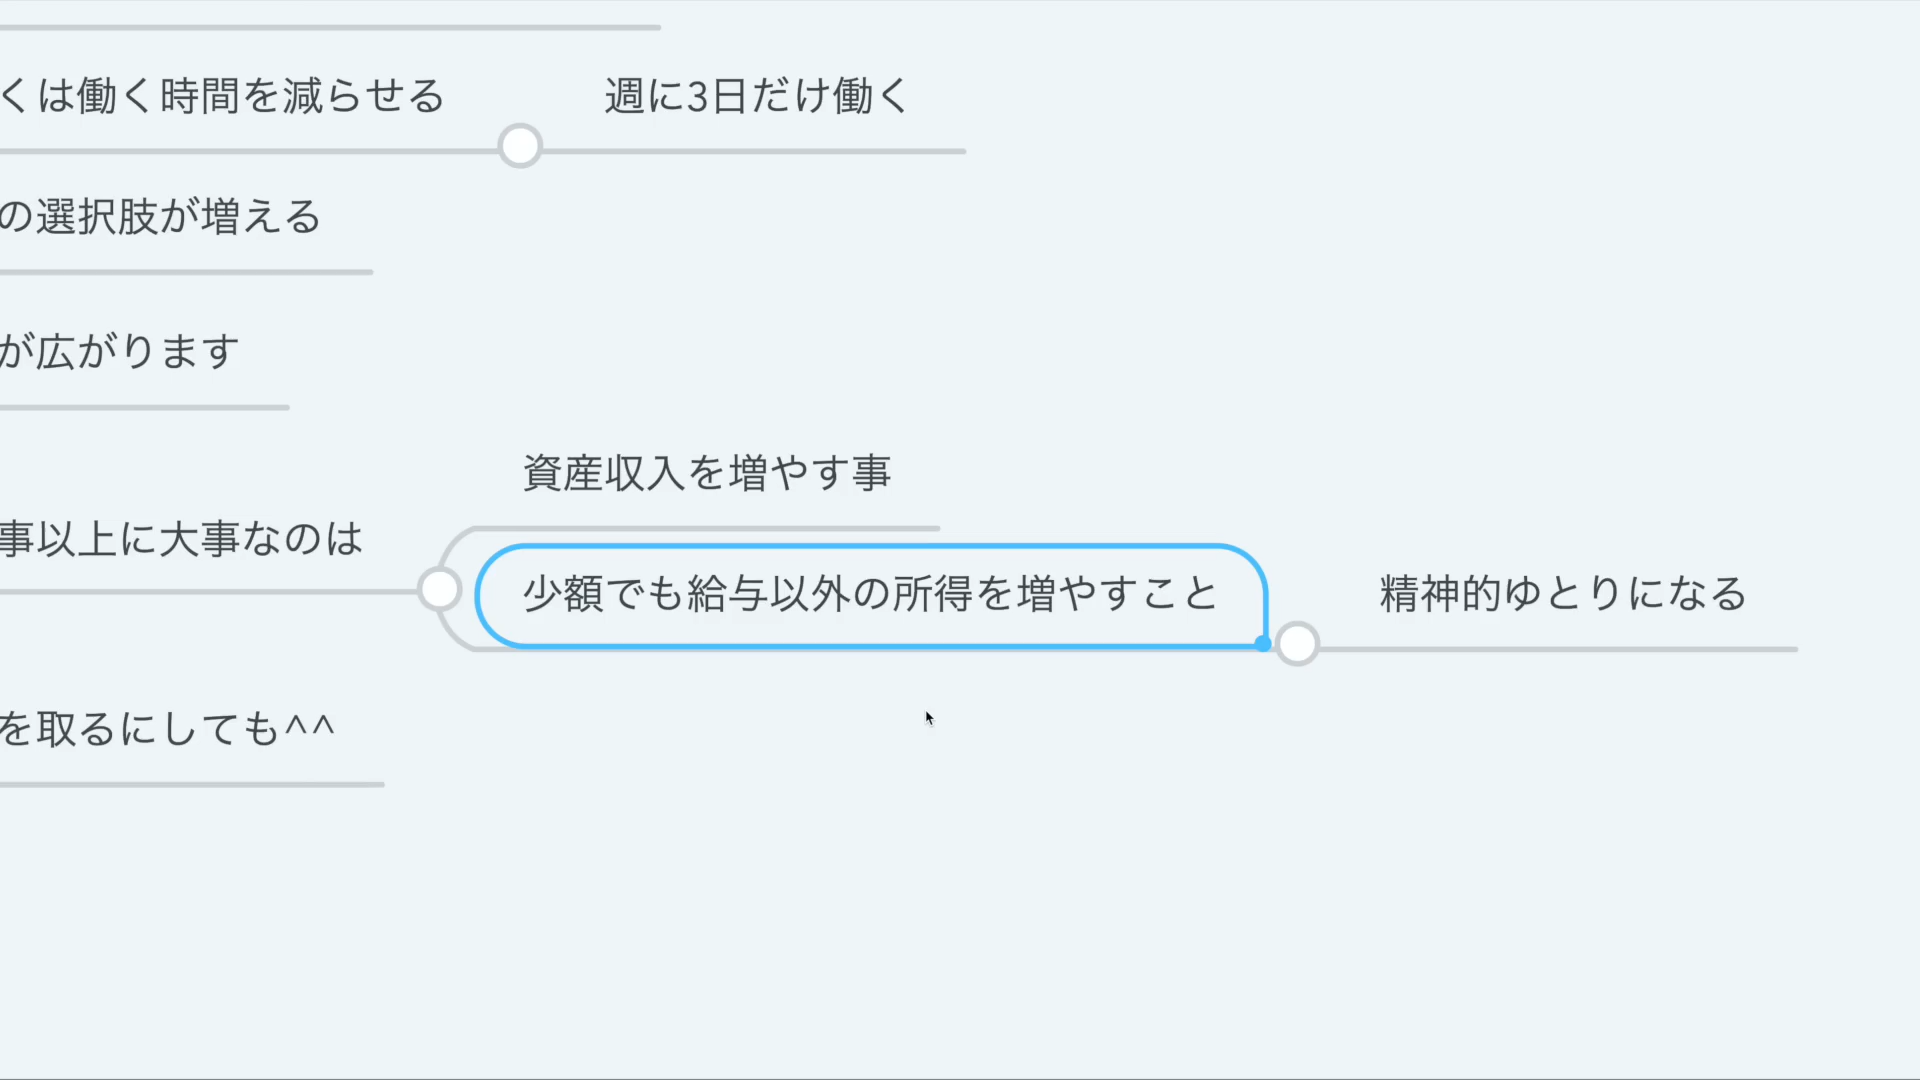 くは働く時間を減らせる
週に3日だけ働く
の選択肢が増える
が広がります
資産収入を増やす事
事以上に大事なのは
少額でも給与以外の所得を増やすこと
精神的ゆとりになる
を取るにしても^^